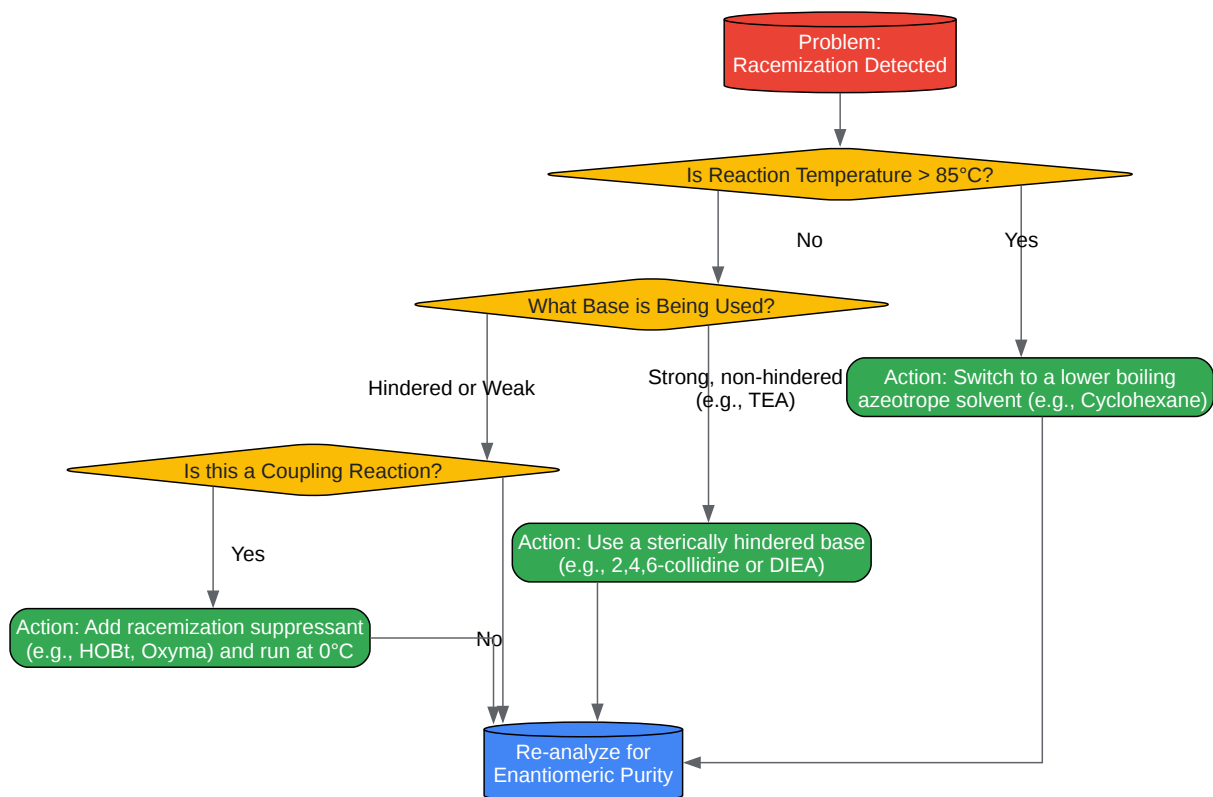 Problem:
Racemization Detected
Is Reaction Temperature > 85°C?
No
Yes
What Base is Being Used?
Hindered or Weak
Strong, non-hindered
(e.g., TEA)
Action: Switch to a lower boiling
azeotrope solvent (e.g., Cyclohexane)
Is this a Coupling Reaction?
Yes
Action: Use a sterically hindered base
(e.g., 2,4,6-collidine or DIEA)
Action: Add racemization suppressant
(e.g., HOBt, Oxyma) and run at 0°C
No
Re-analyze for
Enantiomeric Purity